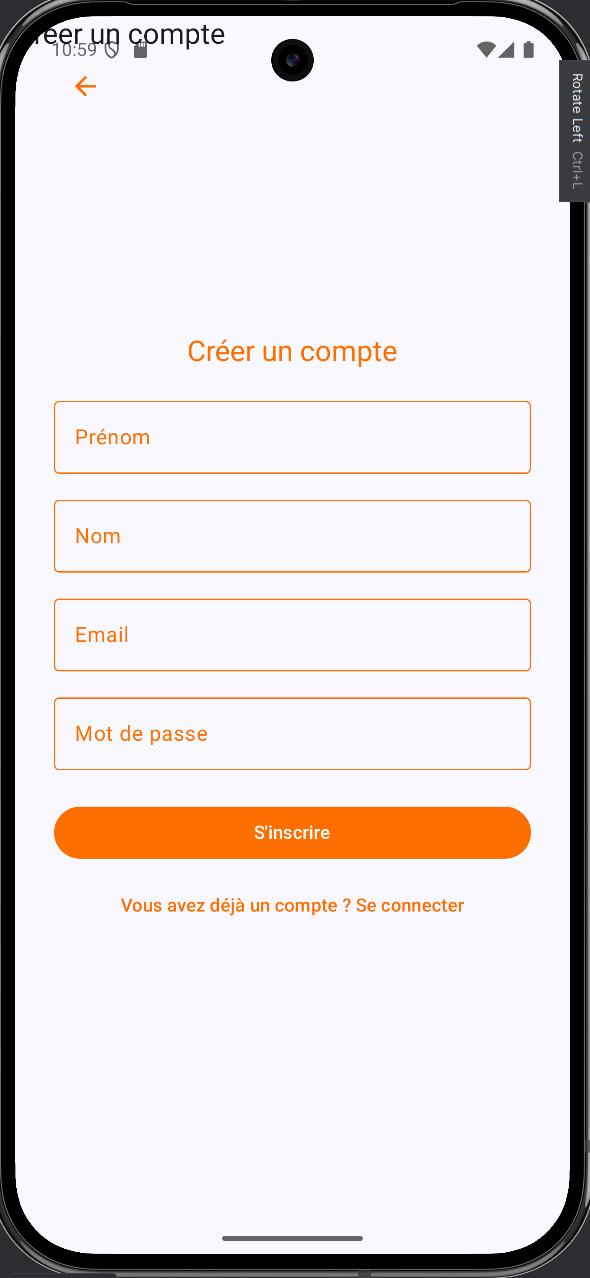 réer un compte
10:59
Rotate Left Ctrl+L
Créer un compte
Prénom
Nom
Email
Mot de passe
S'inscrire
Vous avez déjà un compte ? Se connecter